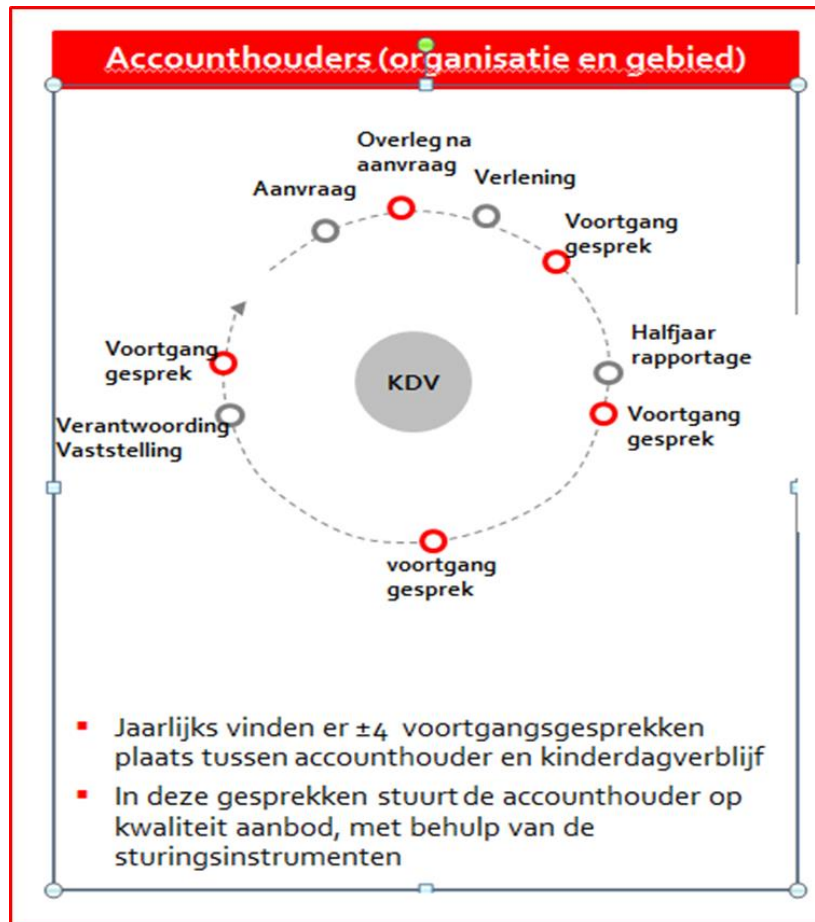 Accounthouders (organisatie en gebied)
Overleg na
aanvraag
Aanvraag
Verlening
Voortgang
gesprek
Halfjaar
rapportage
Voortgang
gesprek
KDV
Voortgang
gesprek
Verantwoording
Vaststelling
voortgang
gesprek
▪ Jaarlijks vinden er ±4 voortgangsgesprekken
plaats tussen accounthouder en kinderdagverblijf
▪ In deze gesprekken stuurt de accounthouder op
kwaliteit aanbod, met behulp van de
sturingsinstrumenten